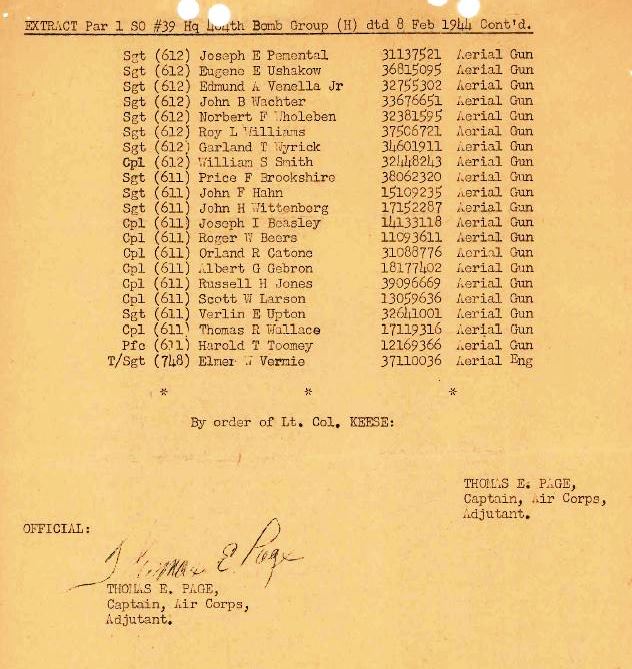 EXTRACT Par 1 SO #39 Hq 464th Bomb Group (H) dtd 8 Feb 1944 Cont'd.
Sgt (612) Joseph E Pemental 31137521 Aerial Gun
Sgt (612) Eugene E Ushakow 36815095 Aerial Gun
Sgt (612) Edmund A Venella Jr 32755302 Aerial Gun
Sgt (612) John B Wachter 33676651 Aerial Gun
Sgt (612) Norbert F Wholeben 32381595 Aerial Gun
Sgt (612) Roy L Williams 37506721 Aerial Gun
Sgt (612) Garland T Wyrick 34601911 Aerial Gun
Cpl (612) William S Smith 32448243 Aerial Gun
Sgt (611) Price F Brookshire 38062320 Aerial Gun
Sgt (611) John F Hahn 15109235 Aerial Gun
Sgt (611) John H Wittenberg 17152287 Aerial Gun
Cpl (611) Joseph I Beasley 14133118 Aerial Gun
Cpl (611) Roger W Beers 11093611 Aerial Gun
Cpl (611) Orland R Catone 31088776 Aerial Gun
Cpl (611) Albert G Gebron 18177402 Aerial Gun
Cpl (611) Russell H Jones 39096669 Aerial Gun
Cpl (611) Scott W Larson 13059636 Aerial Gun
Sgt (611) Verlin E Upton 32641001 Aerial Gun
Cpl (611) Thomas R Wallace 17119316 Aerial Gun
Pfc (611) Harold T Toomey 12169366 Aerial Gun
T/Sgt (748) Elmer W Vermie 37110036 Aerial Eng
* * *
By order of Lt. Col. KEESE:
THOMAS E. PAGE,
Captain, Air Corps,
Adjutant.
OFFICIAL:
Thomas E. Page
THOMAS E. PAGE,
Captain, Air Corps,
Adjutant.